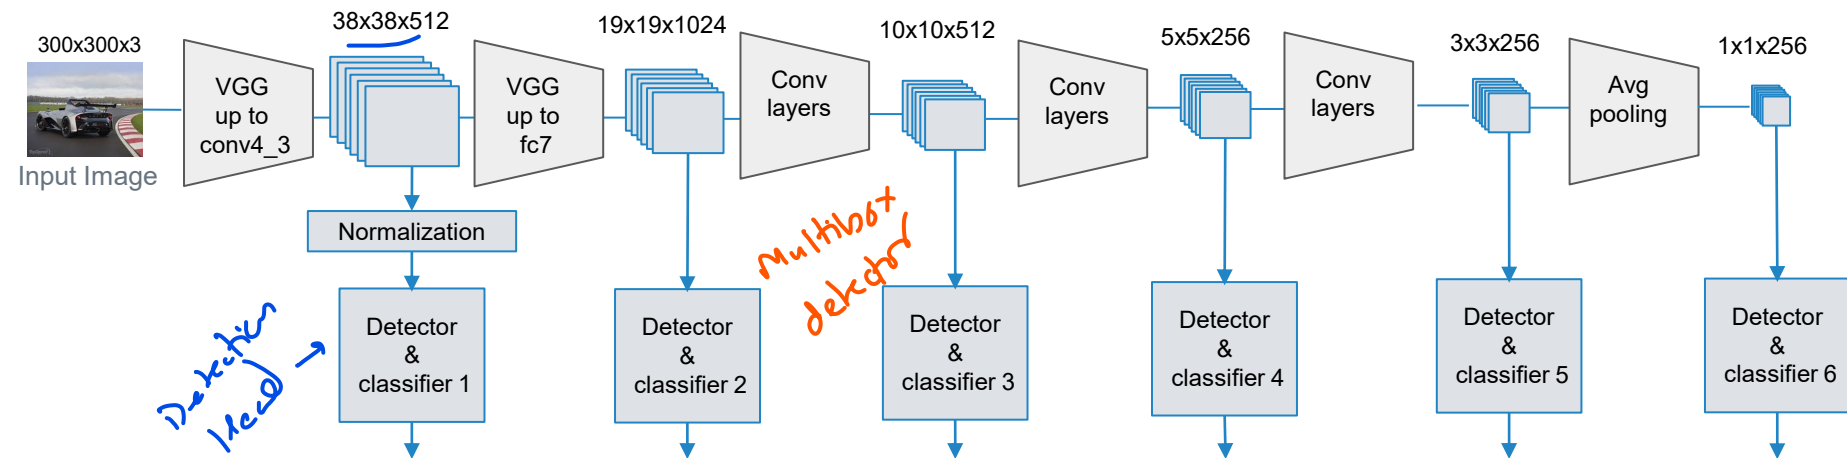 300x300x3
Input Image
VGG
up to
conv4_3
38x38x512
Normalization
Detector
&
classifier 1
Detection
Head
VGG
up to
fc7
19x19x1024
Detector
&
classifier 2
Conv
layers
10x10x512
Multibox
detector
Detector
&
classifier 3
Conv
layers
5x5x256
Detector
&
classifier 4
Conv
layers
3x3x256
Detector
&
classifier 5
Avg
pooling
1x1x256
Detector
&
classifier 6